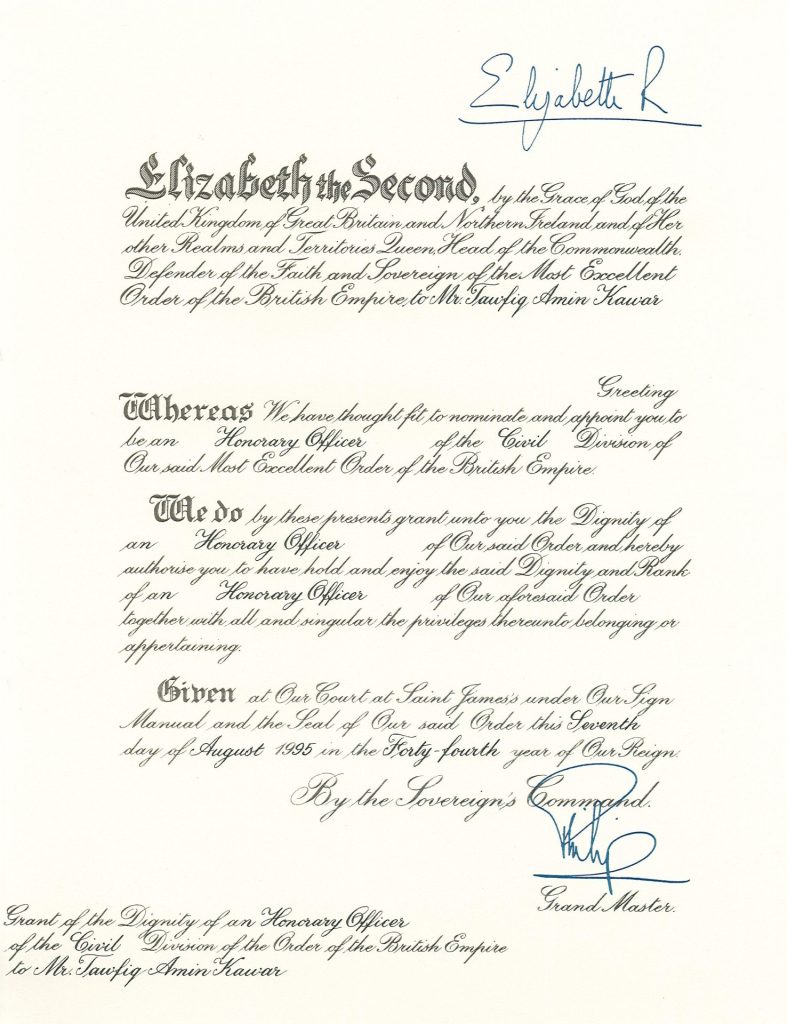 Elizabeth R
Elizabeth the Second, by the Grace of God of the
United Kingdom of Great Britain and Northern Ireland and of Her
other Realms and Territories Queen, Head of the Commonwealth.
Defender of the Faith and Sovereign of the Most Excellent
Order of the British Empire, to Mr. Tawfiq Amin Kawar
Greeting
Whereas We have thought fit to nominate and appoint you to
be an Honorary Officer of the Civil Division of
Our said Most Excellent Order of the British Empire.
We do by these presents grant unto you the Dignity of
an Honorary Officer of Our said Order and hereby
authorise you to have hold and enjoy the said Dignity and Rank
of an Honorary Officer of Our aforesaid Order
together with all and singular the privileges thereunto belonging or
appertaining.
Given at Our Court at Saint James's under Our Sign
Manual and the Seal of Our said Order this Seventh
day of August 1995 in the Forty-fourth year of Our Reign.
By the Sovereign's Command.
Philip
Grand Master.
Grant of the Dignity of an Honorary Officer
of the Civil Division of the Order of the British Empire
to Mr. Tawfiq Amin Kawar